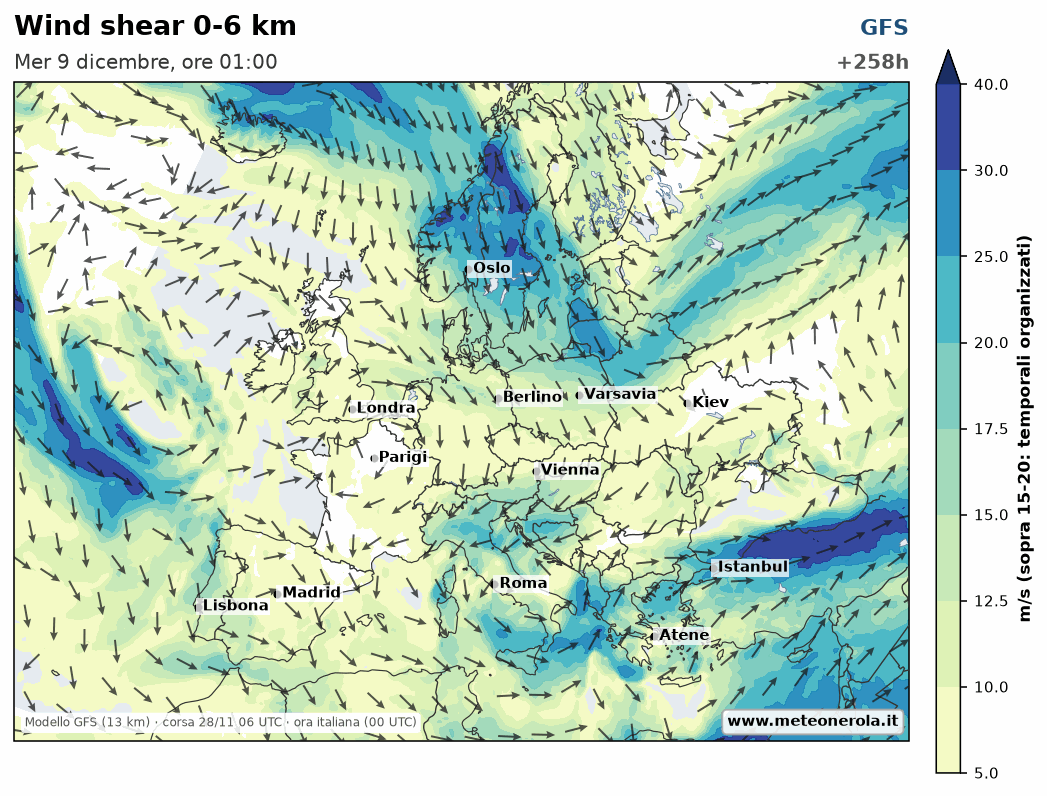 Wind shear 0-6 km
GFS
Mer 9 dicembre, ore 01:00
+258h
40.0
30.0
25.0
20.0
17.5
15.0
12.5
10.0
5.0
m/s (sopra 15-20: temporali organizzati)
Oslo
Berlino
Varsavia
Kiev
Londra
Parigi
Vienna
Istanbul
Roma
Madrid
Lisbona
Atene
Modello GFS (13 km) · corsa 28/11 06 UTC · ora italiana (00 UTC)
www.meteonerola.it